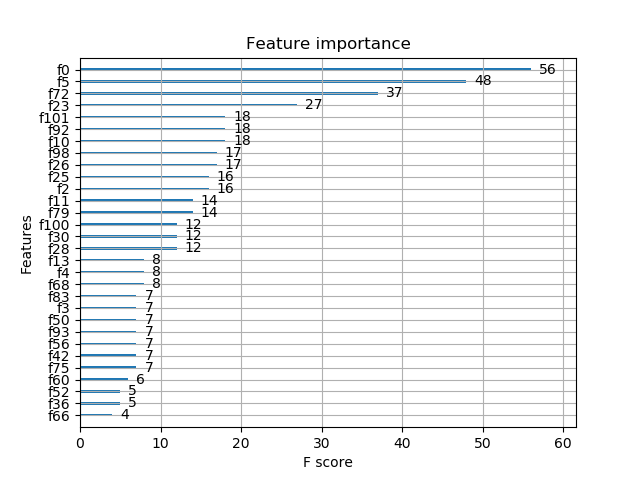 Feature importance
f0 56
f5 48
f72 37
f23 27
f101 18
f92 18
f10 18
f98 17
f26 17
f25 16
f2 16
f11 14
f79 14
f100 12
f30 12
f28 12
f13 8
f4 8
f68 8
f83 7
f3 7
f50 7
f93 7
f56 7
f42 7
f75 7
f60 6
f52 5
f36 5
f66 4
Features
0 10 20 30 40 50 60
F score